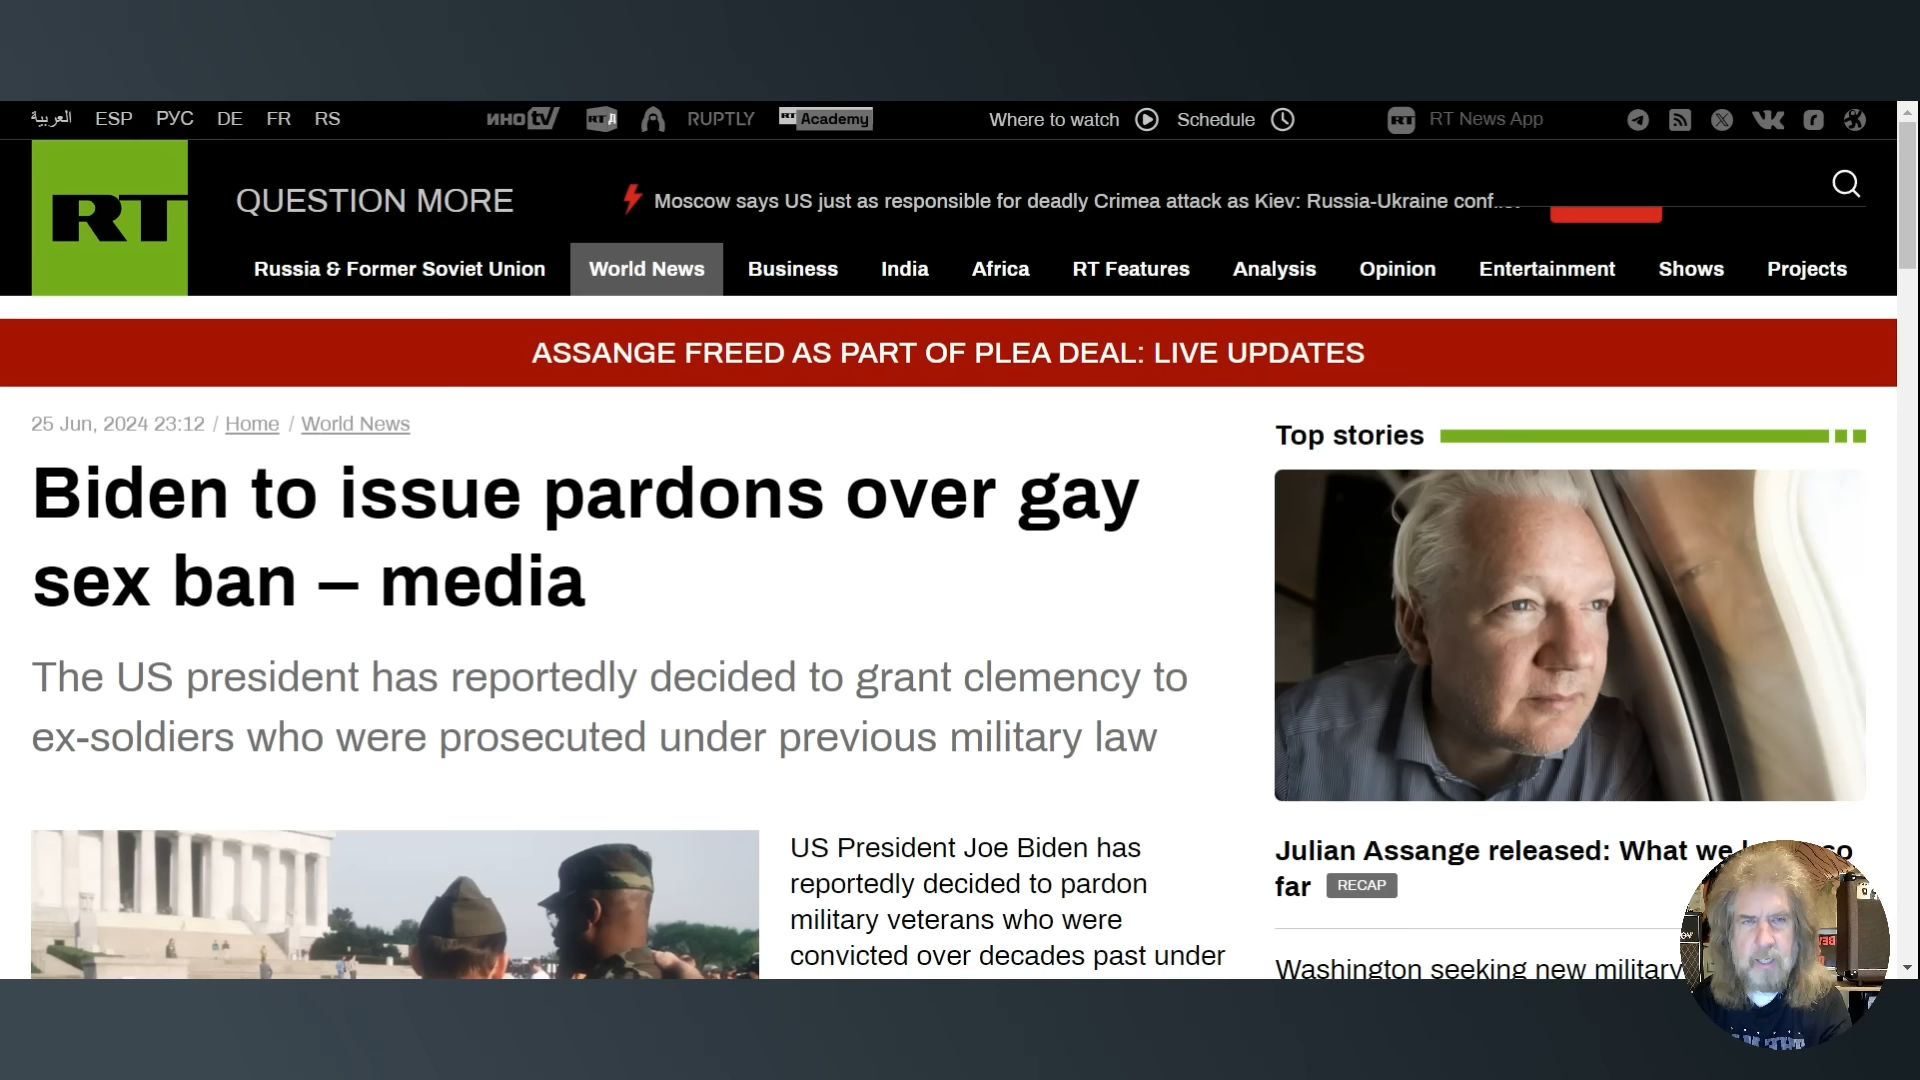 العربية ESP РУС DE FR RS ИНО tV RT Д RUPTLY RT Academy Where to watch Schedule RT RT News App
RT
QUESTION MORE
Moscow says US just as responsible for deadly Crimea attack as Kiev: Russia-Ukraine conf...
Russia & Former Soviet Union World News Business India Africa RT Features Analysis Opinion Entertainment Shows Projects
ASSANGE FREED AS PART OF PLEA DEAL: LIVE UPDATES
25 Jun, 2024 23:12 / Home / World News
Biden to issue pardons over gay
sex ban – media
The US president has reportedly decided to grant clemency to
ex-soldiers who were prosecuted under previous military law
US President Joe Biden has
reportedly decided to pardon
military veterans who were
convicted over decades past under
Top stories
Julian Assange released: What we so
far RECAP
Washington seeking new military